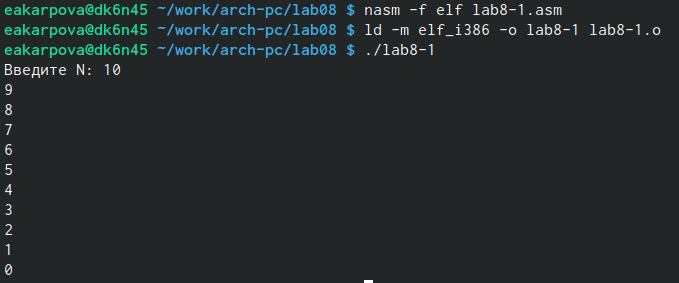 eakarpova@dk6n45 ~/work/arch-pc/lab08 $ nasm -f elf lab8-1.asm
eakarpova@dk6n45 ~/work/arch-pc/lab08 $ ld -m elf_i386 -o lab8-1 lab8-1.o
eakarpova@dk6n45 ~/work/arch-pc/lab08 $ ./lab8-1
Введите N: 10
9
8
7
6
5
4
3
2
1
0